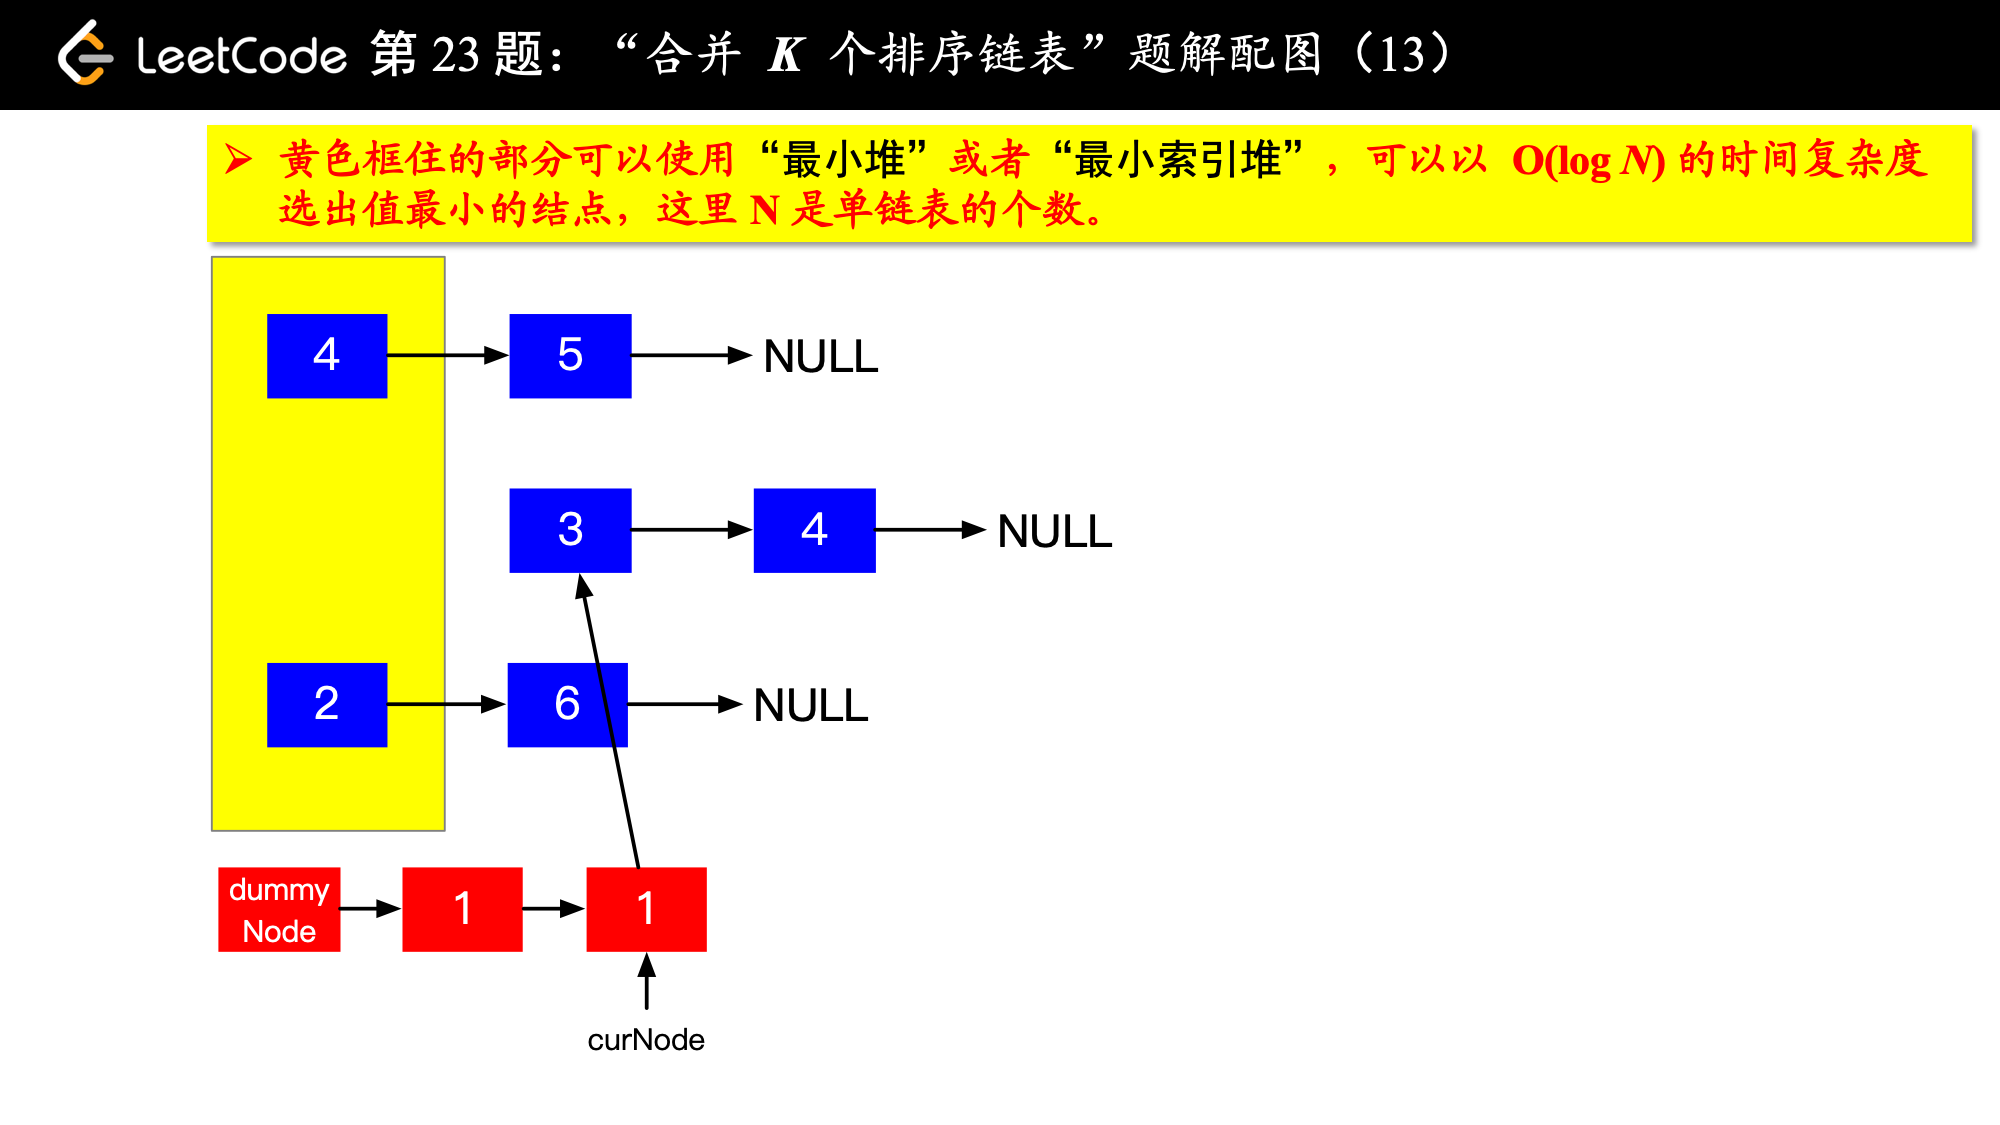 LeetCode 第 23 题：“合并 K 个排序链表”题解配图（13）
黄色框住的部分可以使用“最小堆”或者“最小索引堆”，可以以 O(log N) 的时间复杂度
选出值最小的结点，这里 N 是单链表的个数。
4 5 NULL
3 4 NULL
2 6 NULL
dummy
Node
1 1
curNode